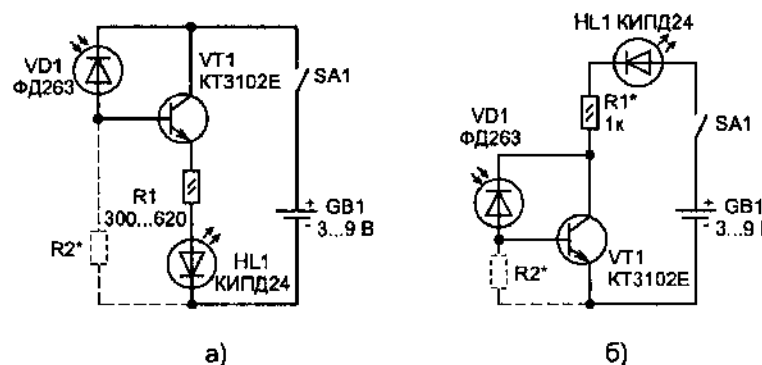 VD1
ФД263
VT1
КТ3102Е
SA1
R1
300...620
GB1
+
-
3...9 В
R2*
HL1
КИПД24
а)
HL1 КИПД24
R1*
1к
VD1
ФД263
SA1
GB1
+
-
3...9 В
R2*
VT1
КТ3102Е
б)